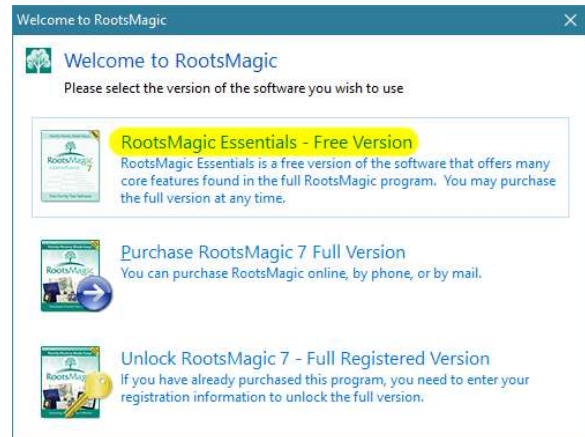 Welcome to RootsMagic
Welcome to RootsMagic
Please select the version of the software you wish to use
RootsMagic Essentials - Free Version
RootsMagic Essentials is a free version of the software that offers many
core features found in the full RootsMagic program. You may purchase
the full version at any time.
RootsMagic
7
Purchase RootsMagic 7 Full Version
You can purchase RootsMagic online, by phone, or by mail.
RootsMagic
Unlock RootsMagic 7 - Full Registered Version
If you have already purchased this program, you need to enter your
registration information to unlock the full version.
RootsMagic